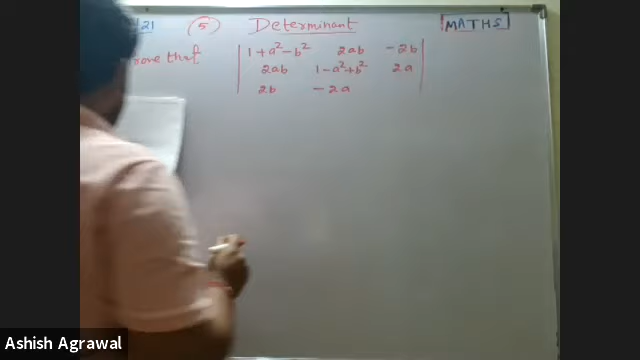 21 (5) Determinant MATHS
rove that 1+a²-b² 2ab -2b
2ab 1-a²+b² 2a
2b -2a
Ashish Agrawal